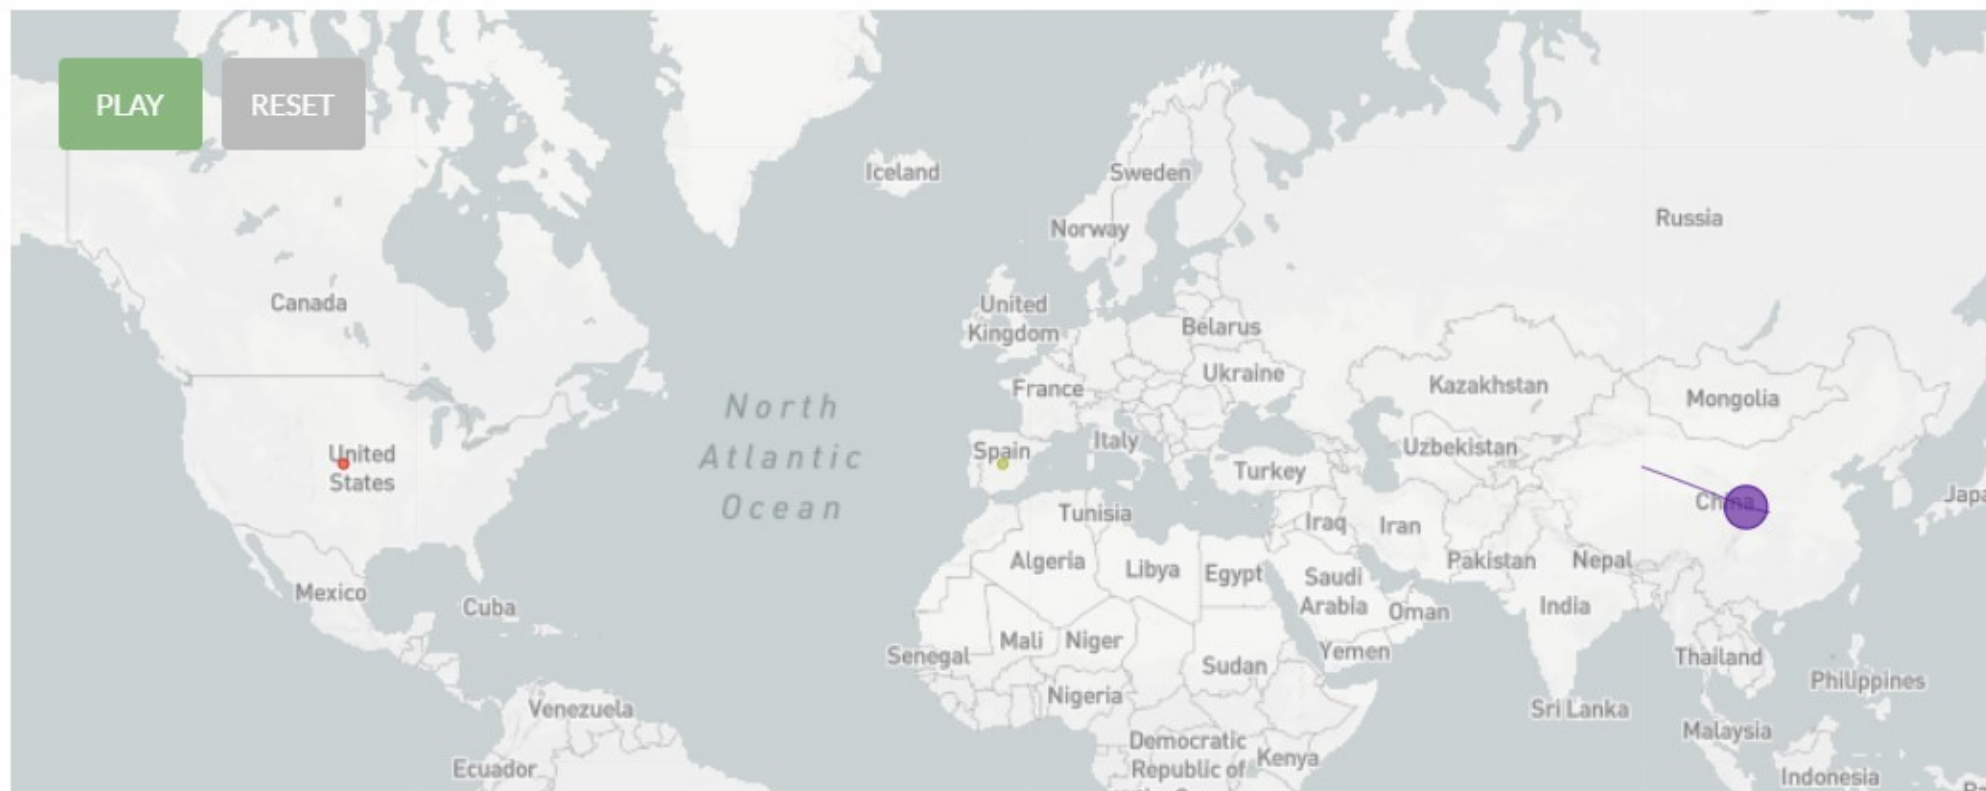 PLAY
RESET
Iceland
Sweden
Norway
Russia
Canada
United
Kingdom
Belarus
Ukraine
France
Kazakhstan
Mongolia
North
Atlantic
Ocean
United
States
Spain
Italy
Turkey
Uzbekistan
China
Tunisia
Iraq
Iran
Algeria
Libya
Egypt
Saudi
Arabia
Oman
Pakistan
Nepal
India
Mexico
Cuba
Senegal
Mali
Niger
Sudan
Yemen
Thailand
Philippines
Nigeria
Venezuela
Sri Lanka
Malaysia
Democratic
Republic of
Kenya
Ecuador
Indonesia